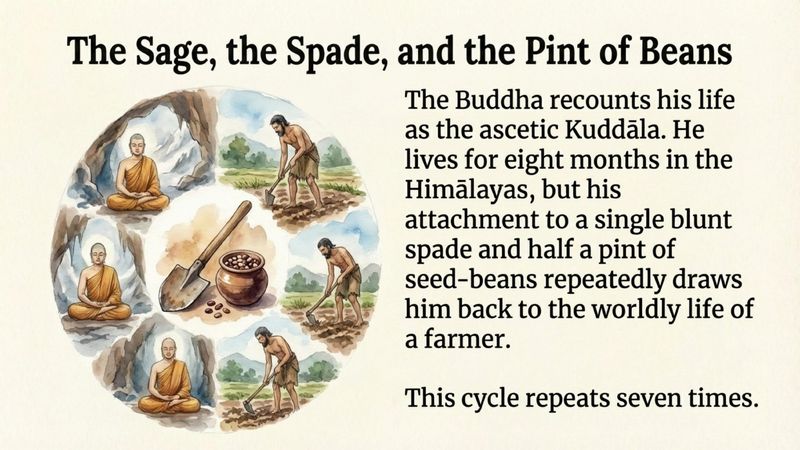 The Sage, the Spade, and the Pint of Beans
The Buddha recounts his life
as the ascetic Kuddāla. He
lives for eight months in the
Himālayas, but his
attachment to a single blunt
spade and half a pint of
seed-beans repeatedly draws
him back to the worldly life of
a farmer.
This cycle repeats seven times.